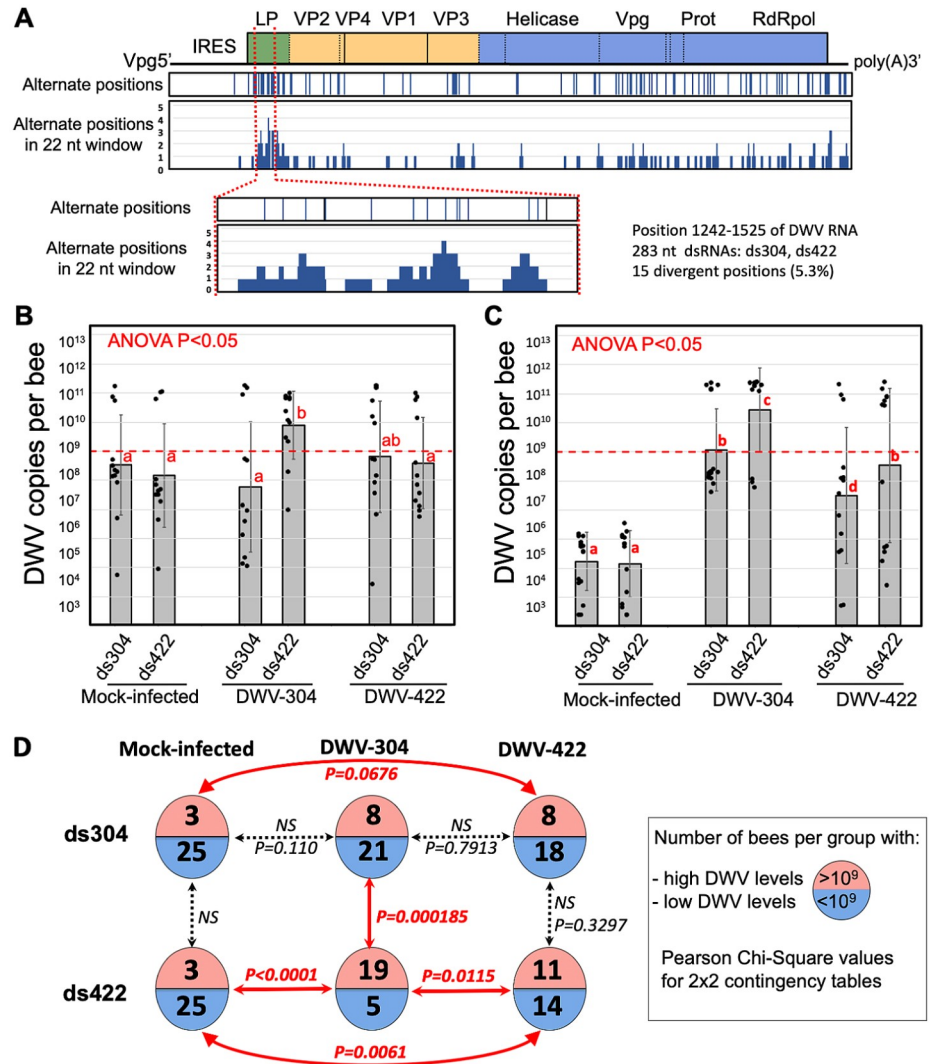 A
LP VP2 VP4 VP1 VP3 Helicase Vpg Prot RdRpol
IRES
Vpg5' poly(A)3'
Alternate positions
Alternate positions
in 22 nt window
5
4
3
2
1
0
Alternate positions
Alternate positions
in 22 nt window
5
4
3
2
1
0
Position 1242-1525 of DWV RNA
283 nt dsRNAs: ds304, ds422
15 divergent positions (5.3%)
B
ANOVA P<0.05
DWV copies per bee
10¹³
10¹²
10¹¹
10¹⁰
10⁹
10⁸
10⁷
10⁶
10⁵
10⁴
10³
a a a b ab a
ds304 ds422 ds304 ds422 ds304 ds422
Mock-infected DWV-304 DWV-422
C
ANOVA P<0.05
DWV copies per bee
10¹³
10¹²
10¹¹
10¹⁰
10⁹
10⁸
10⁷
10⁶
10⁵
10⁴
10³
a a b c d b
ds304 ds422 ds304 ds422 ds304 ds422
Mock-infected DWV-304 DWV-422
D
Mock-infected DWV-304 DWV-422
P=0.0676
ds304
3 8 8
25 21 18
NS NS
P=0.110 P=0.7913
NS P=0.000185 NS
P=0.3297
ds422
3 19 11
25 5 14
P<0.0001 P=0.0115
P=0.0061
Number of bees per group with:
- high DWV levels >10⁹
- low DWV levels <10⁹
Pearson Chi-Square values
for 2x2 contingency tables